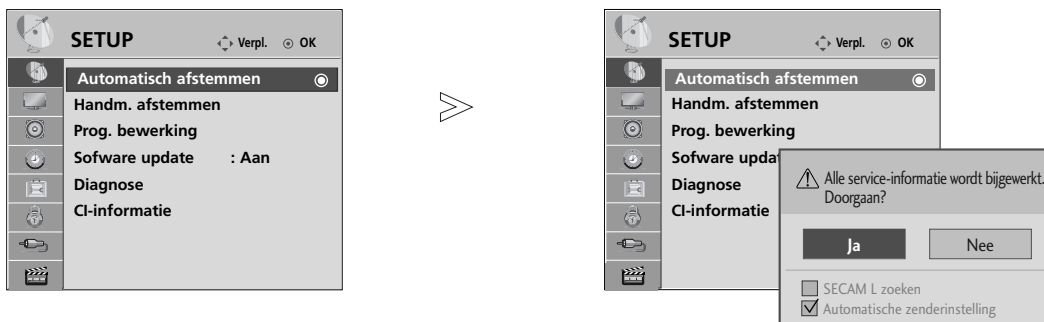 SETUP Verpl. OK
Automatisch afstemmen
Handm. afstemmen
Prog. bewerking
Sofware update : Aan
Diagnose
CI-informatie
SETUP Verpl. OK
Automatisch afstemmen
Handm. afstemmen
Prog. bewerking
Sofware updat
Diagnose
CI-informatie
Alle service-informatie wordt bijgewerkt.
Doorgaan?
Ja Nee
SECAM L zoeken
Automatische zenderinstelling